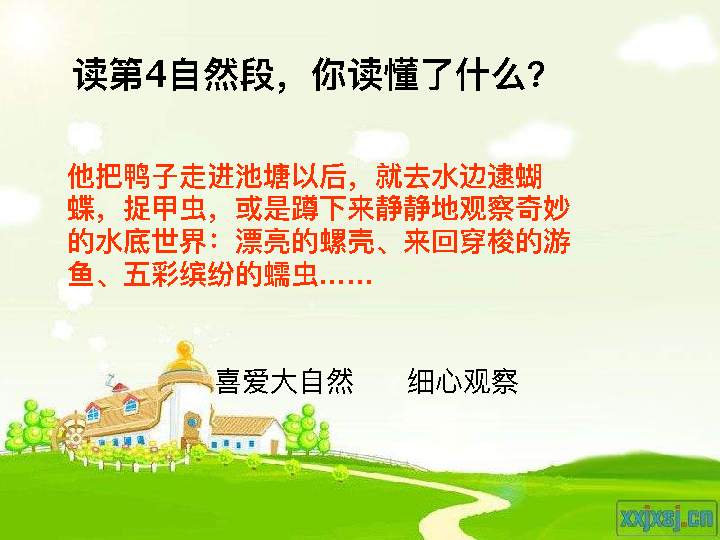 读第4自然段，你读懂了什么？
他把鸭子走进池塘以后，就去水边逮蝴
蝶，捉甲虫，或是蹲下来静静地观察奇妙
的水底世界：漂亮的螺壳、来回穿梭的游
鱼、五彩缤纷的蠕虫……
喜爱大自然 细心观察
xxjxsj.cn